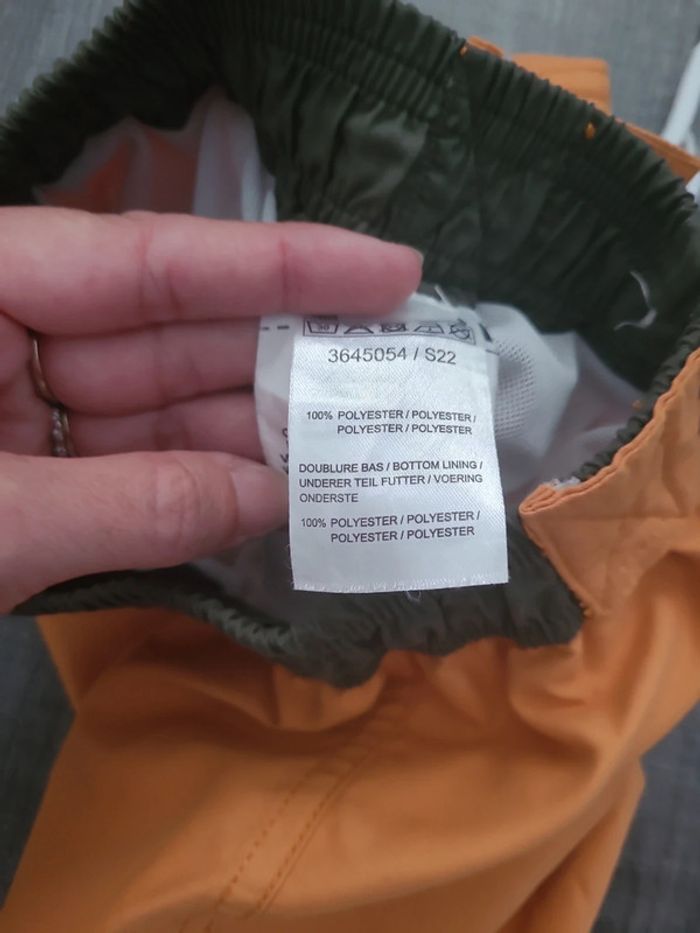 30
3645054 / S22
100% POLYESTER / POLYESTER /
POLYESTER / POLYESTER
DOUBLURE BAS / BOTTOM LINING /
UNDERER TEIL FUTTER / VOERING
ONDERSTE
100% POLYESTER / POLYESTER /
POLYESTER / POLYESTER